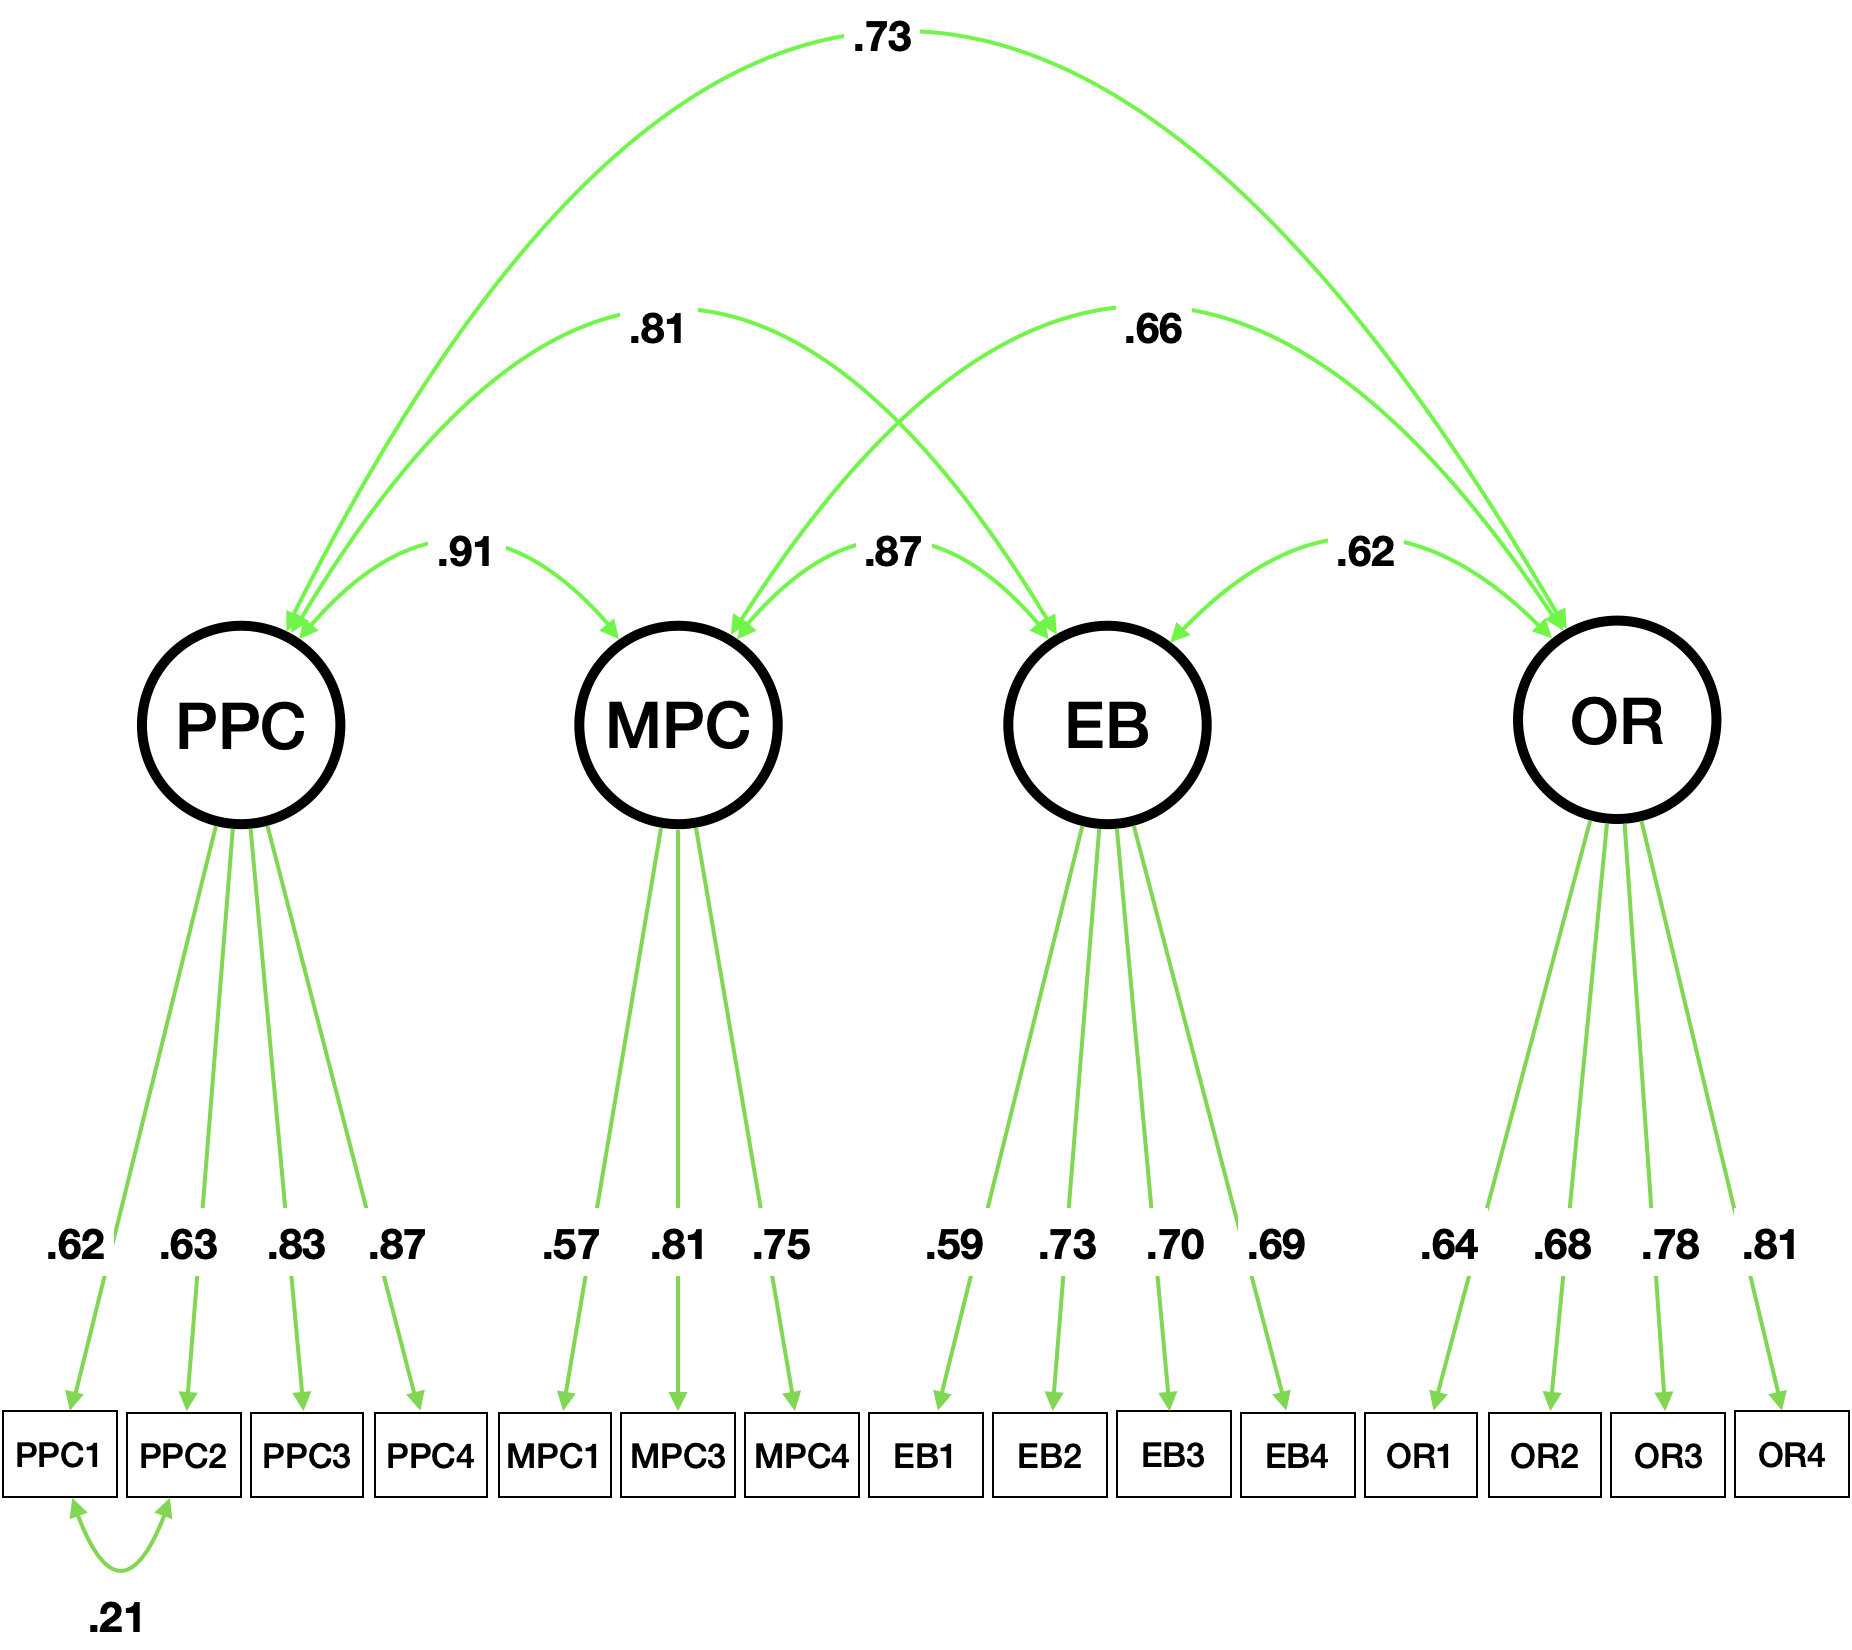 .73
.81
.66
.91
.87
.62
PPC
MPC
EB
OR
.62 .63 .83 .87 .57 .81 .75 .59 .73 .70 .69 .64 .68 .78 .81
PPC1 PPC2 PPC3 PPC4 MPC1 MPC3 MPC4 EB1 EB2 EB3 EB4 OR1 OR2 OR3 OR4
.21